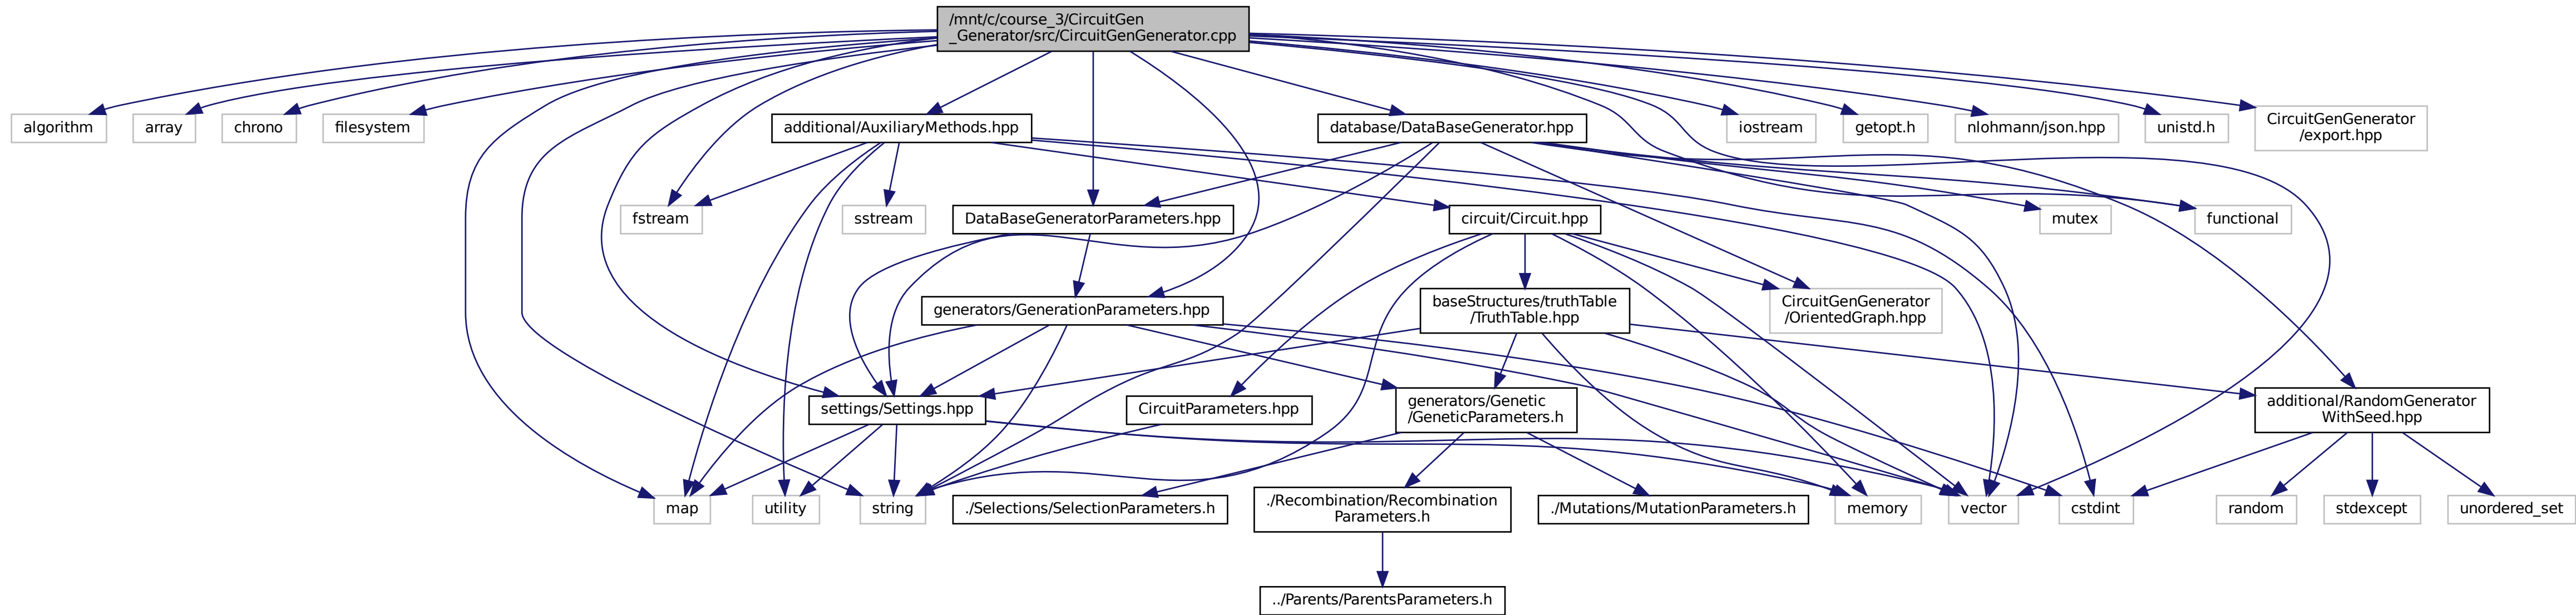 /mnt/c/course_3/CircuitGen
_Generator/src/CircuitGenGenerator.cpp
algorithm
array
chrono
filesystem
additional/AuxiliaryMethods.hpp
database/DataBaseGenerator.hpp
iostream
getopt.h
nlohmann/json.hpp
unistd.h
CircuitGenGenerator
/export.hpp
fstream
sstream
DataBaseGeneratorParameters.hpp
circuit/Circuit.hpp
mutex
functional
generators/GenerationParameters.hpp
baseStructures/truthTable
/TruthTable.hpp
CircuitGenGenerator
/OrientedGraph.hpp
settings/Settings.hpp
CircuitParameters.hpp
generators/Genetic
/GeneticParameters.h
additional/RandomGenerator
WithSeed.hpp
map
utility
string
./Selections/SelectionParameters.h
./Recombination/Recombination
Parameters.h
./Mutations/MutationParameters.h
memory
vector
cstdint
random
stdexcept
unordered_set
../Parents/ParentsParameters.h